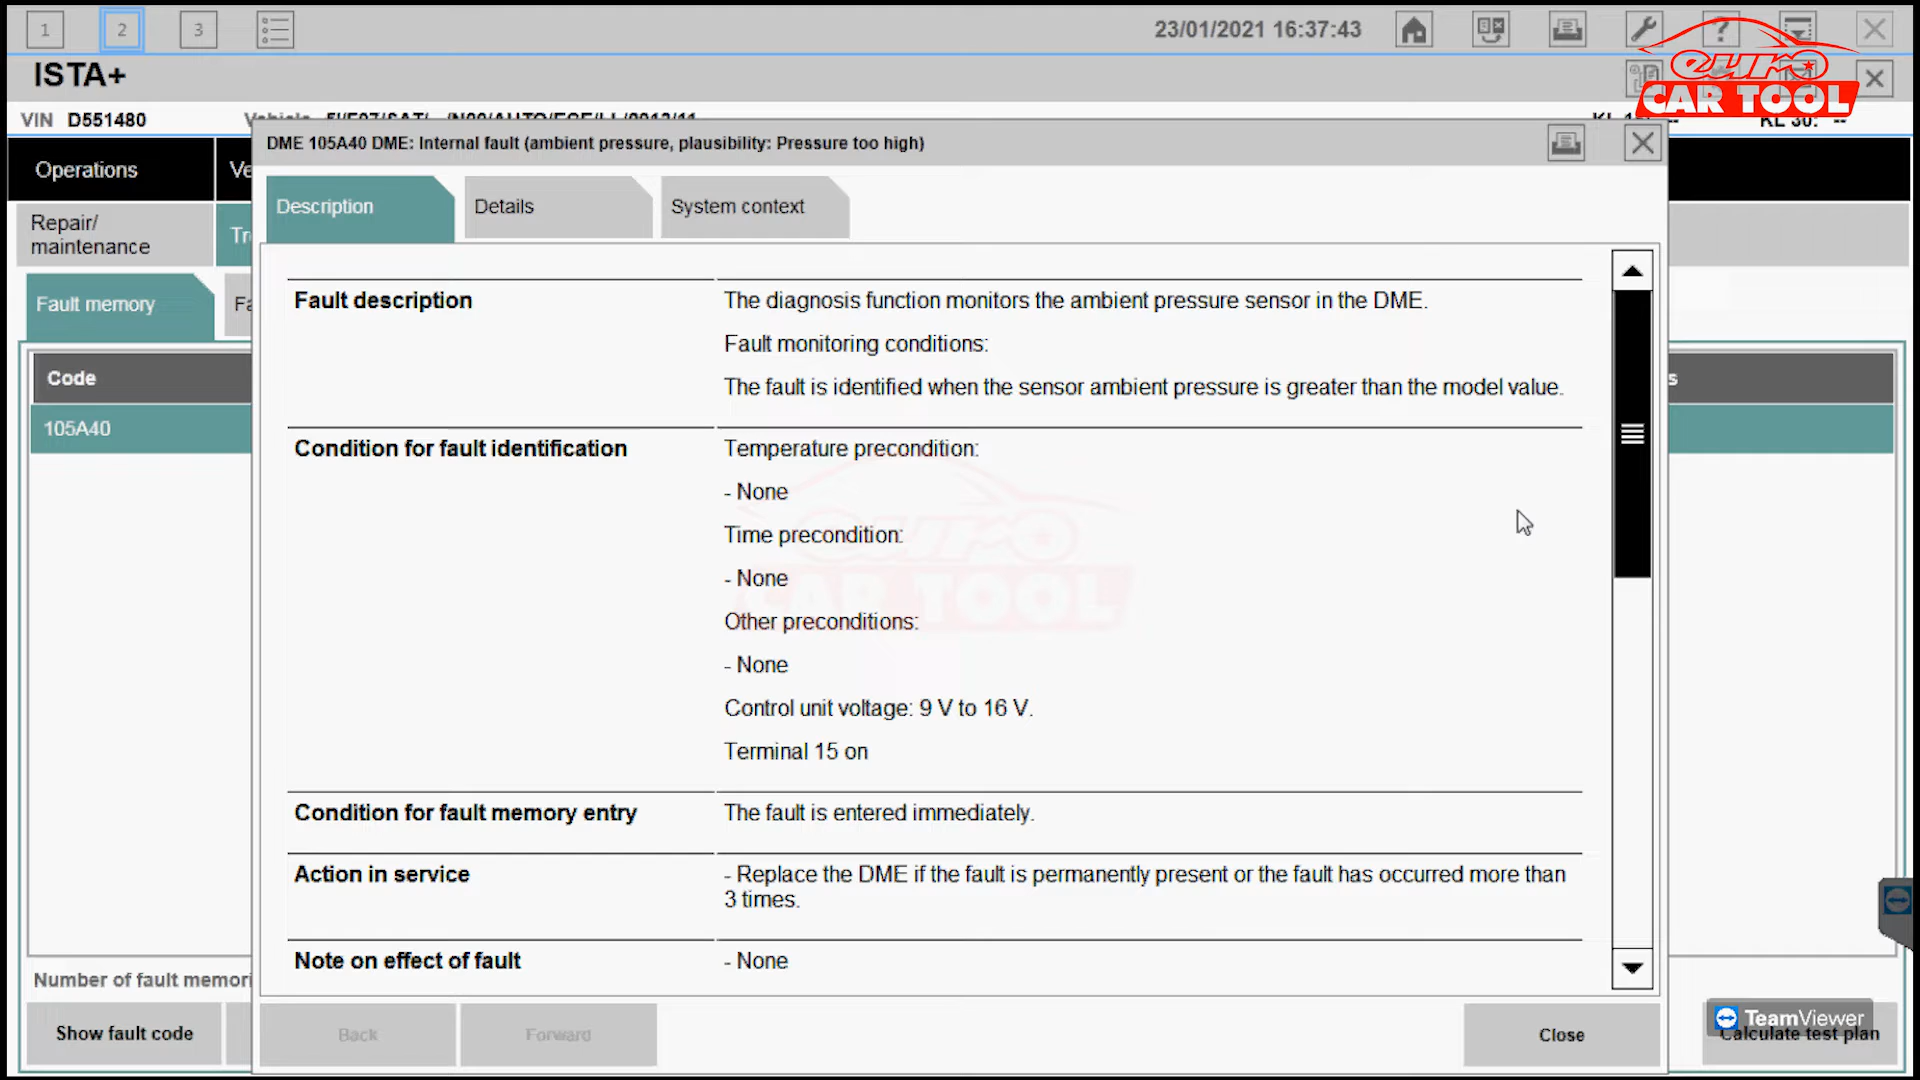 1
2
3
23/01/2021 16:37:43
ISTA+
euro
CAR TOOL
VIN D551480
DME 105A40 DME: Internal fault (ambient pressure, plausibility: Pressure too high)
Operations
Ve
Description
Details
System context
Repair/
maintenance
Tr
Fault memory
Fa
Code
s
105A40
Fault description
The diagnosis function monitors the ambient pressure sensor in the DME.
Fault monitoring conditions:
The fault is identified when the sensor ambient pressure is greater than the model value.
Condition for fault identification
Temperature precondition:
- None
Time precondition:
- None
Other preconditions:
- None
Control unit voltage: 9 V to 16 V.
Terminal 15 on
euro
CAR TOOL
Condition for fault memory entry
The fault is entered immediately.
Action in service
- Replace the DME if the fault is permanently present or the fault has occurred more than
3 times.
Note on effect of fault
- None
Number of fault memori
Show fault code
Back
Forward
Close
TeamViewer
Calculate test plan